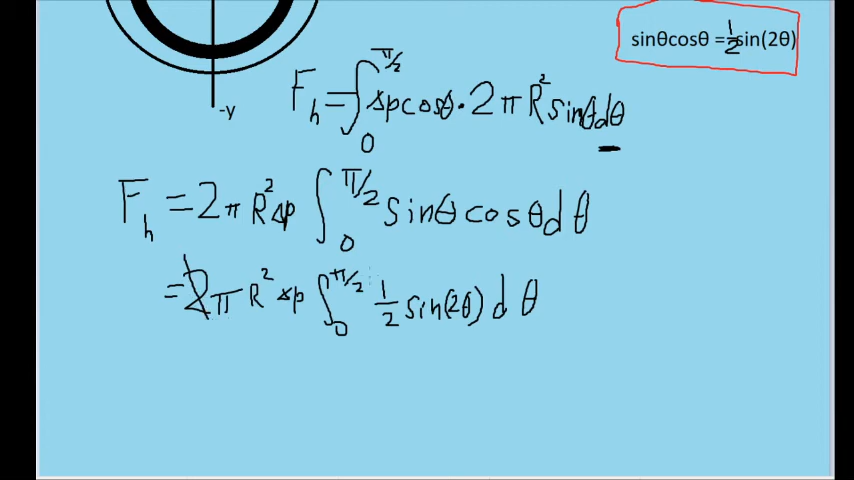 sinθcosθ = 1/2 sin(2θ)
-y
F_h = ∫_0^{π/2} Δp cosθ · 2πR² sinθ dθ
F_h = 2πR²Δp ∫_0^{π/2} sinθ cosθ dθ
= 2πR²Δp ∫_0^{π/2} 1/2 sin(2θ) dθ